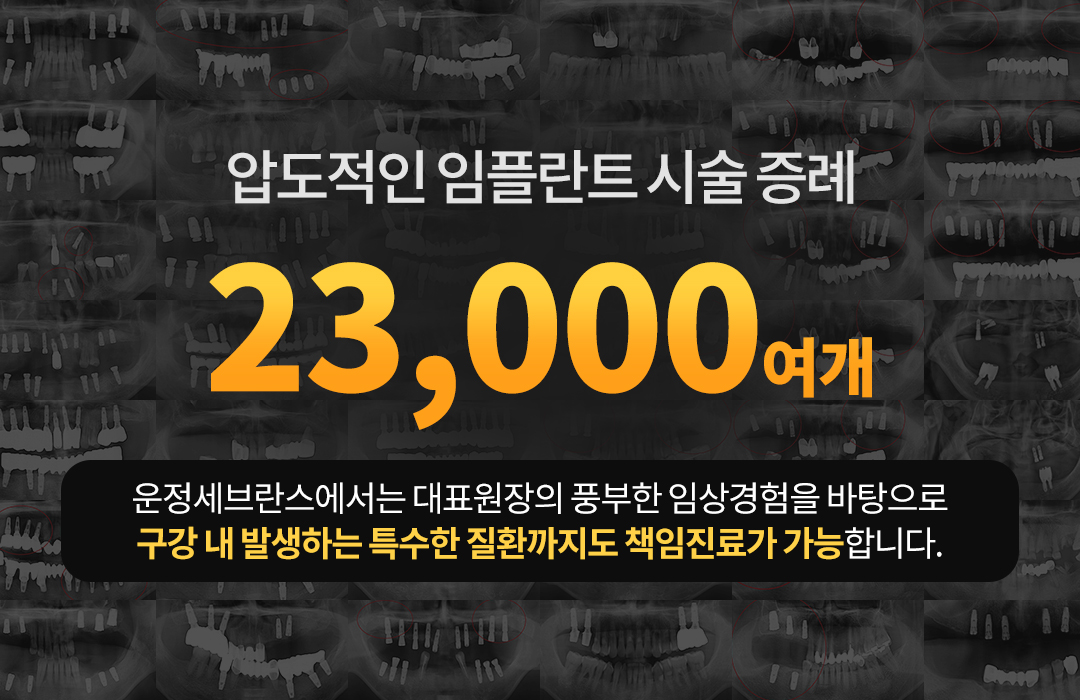 압도적인 임플란트 시술 증례
23,000여개
운정세브란스에서는 대표원장의 풍부한 임상경험을 바탕으로
구강 내 발생하는 특수한 질환까지도 책임진료가 가능합니다.